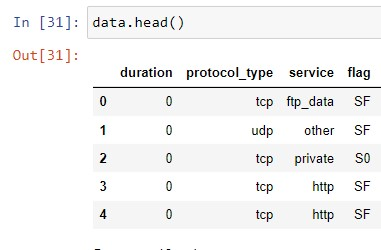 In [31]: data.head()
Out[31]:
duration protocol_type service flag
0 0 tcp ftp_data SF
1 0 udp other SF
2 0 tcp private S0
3 0 tcp http SF
4 0 tcp http SF